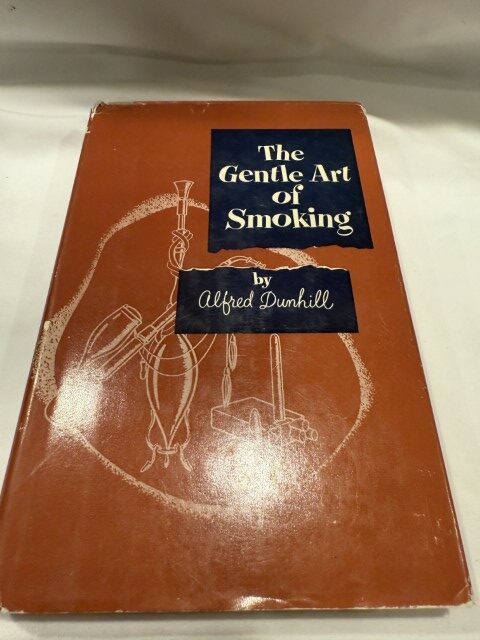 The
Gentle Art
of
Smoking
by
Alfred Dunhill